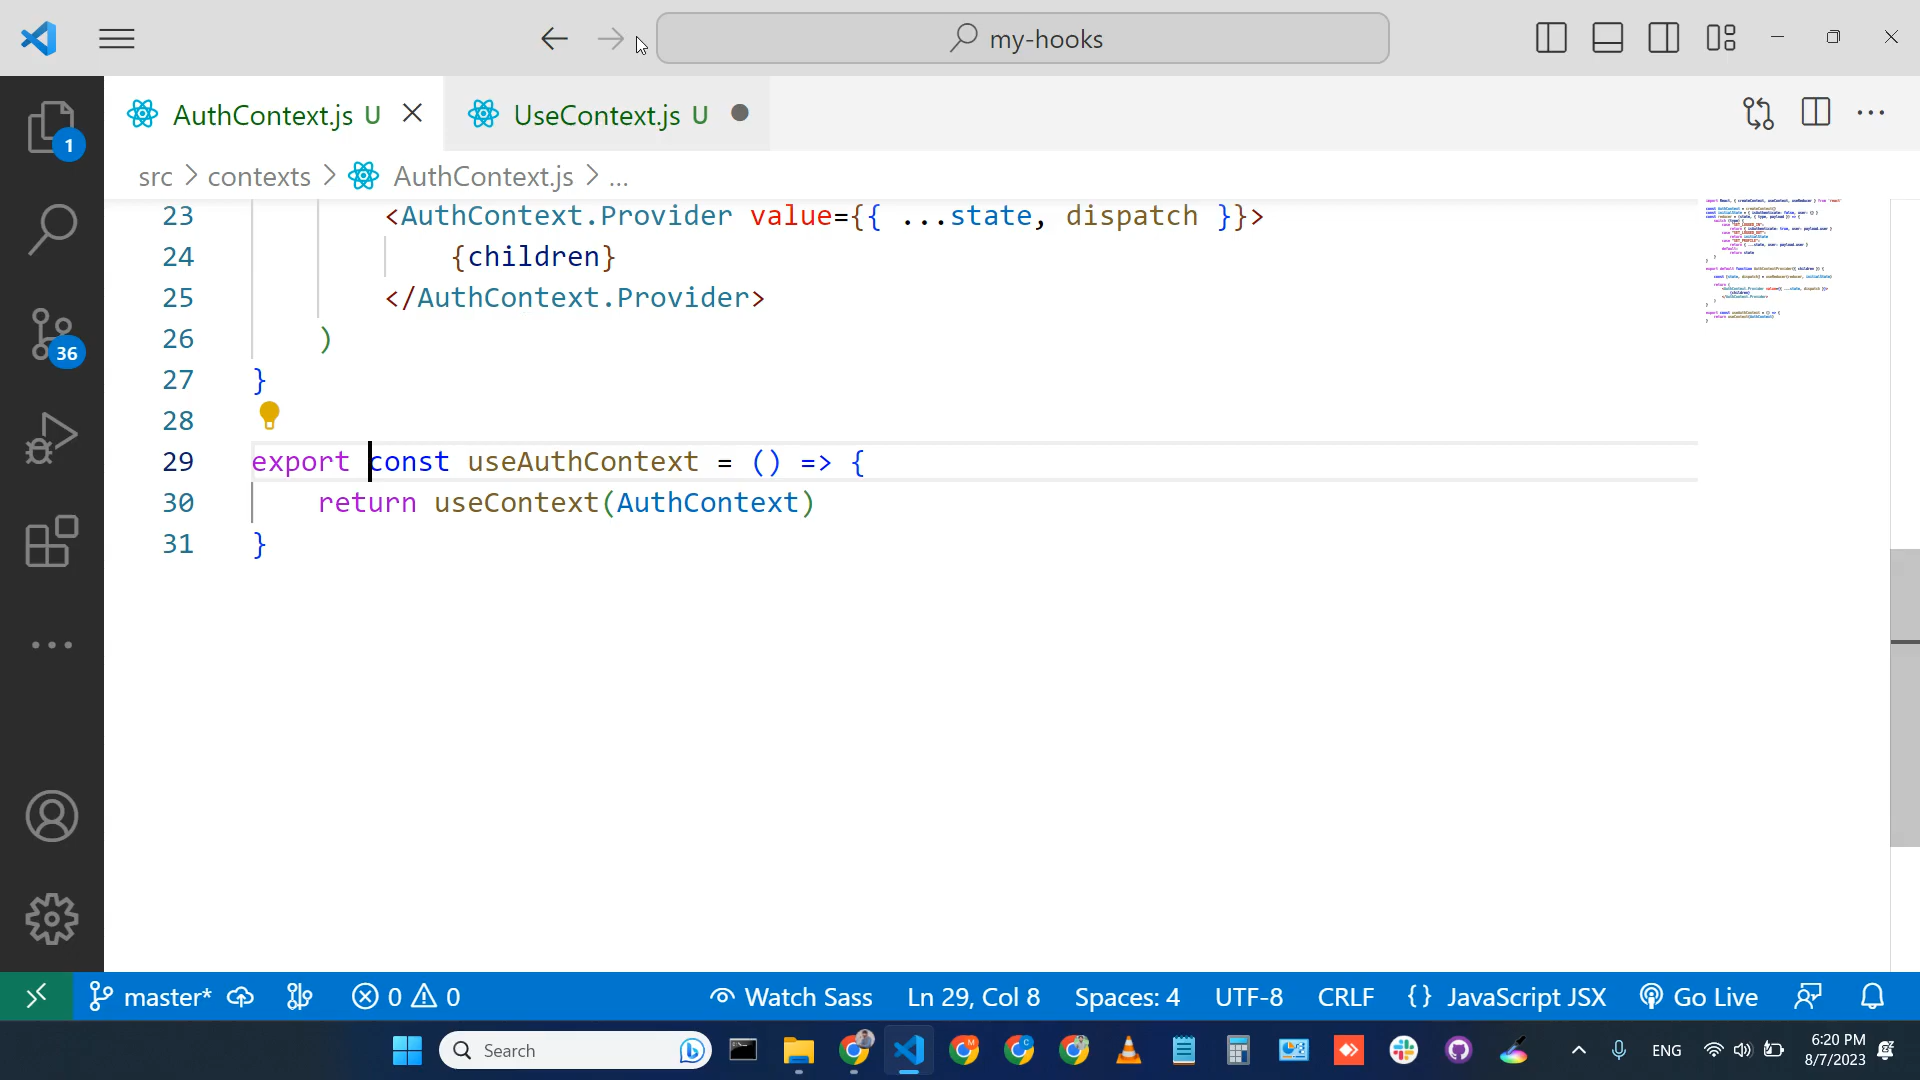 my-hooks
AuthContext.js U
UseContext.js U
src > contexts > AuthContext.js > ...
23 <AuthContext.Provider value={{ ...state, dispatch }}>
24 {children}
25 </AuthContext.Provider>
26 )
27 }
28
29 export const useAuthContext = () => {
30 return useContext(AuthContext)
31 }
1
36
master* 0 0 Watch Sass Ln 29, Col 8 Spaces: 4 UTF-8 CRLF {} JavaScript JSX Go Live
Search
ENG
6:20 PM
8/7/2023